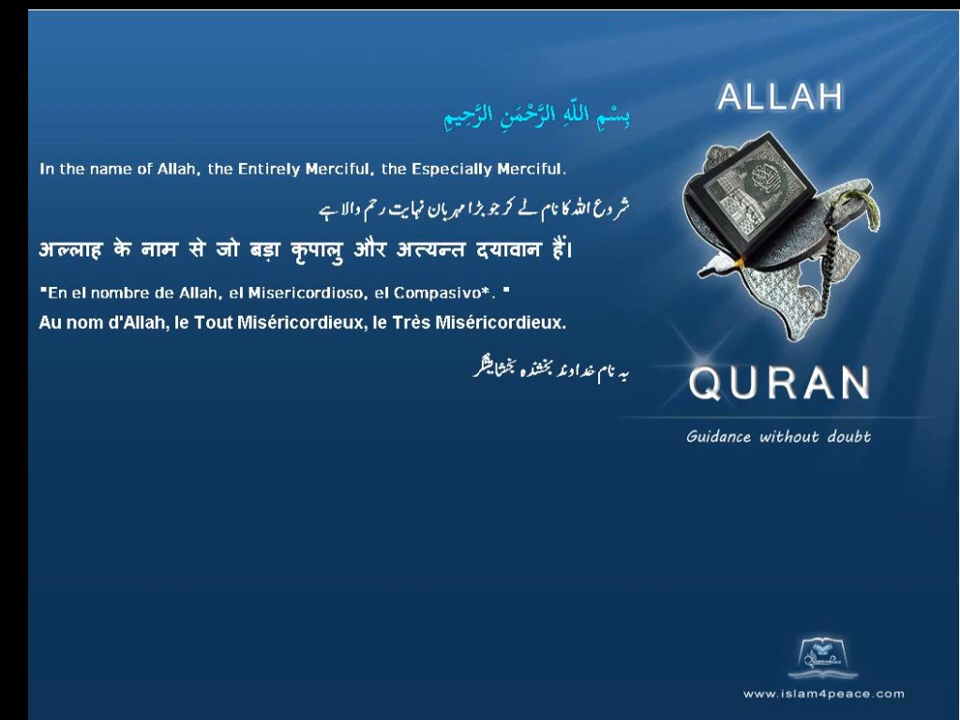 بِسْمِ اللّهِ الرَّحْمَنِ الرَّحِيمِ
In the name of Allah, the Entirely Merciful, the Especially Merciful.
شروع الله کا نام لے کر جو بڑا مہربان نہایت رحم والا ہے
अल्लाह के नाम से जो बड़ा कृपालु और अत्यन्त दयावान हैं।
"En el nombre de Allah, el Misericordioso, el Compasivo*. "
Au nom d'Allah, le Tout Miséricordieux, le Très Miséricordieux.
به نام خداوند بخشنده بخشایشگر
ALLAH
QURAN
Guidance without doubt
www.islam4peace.com